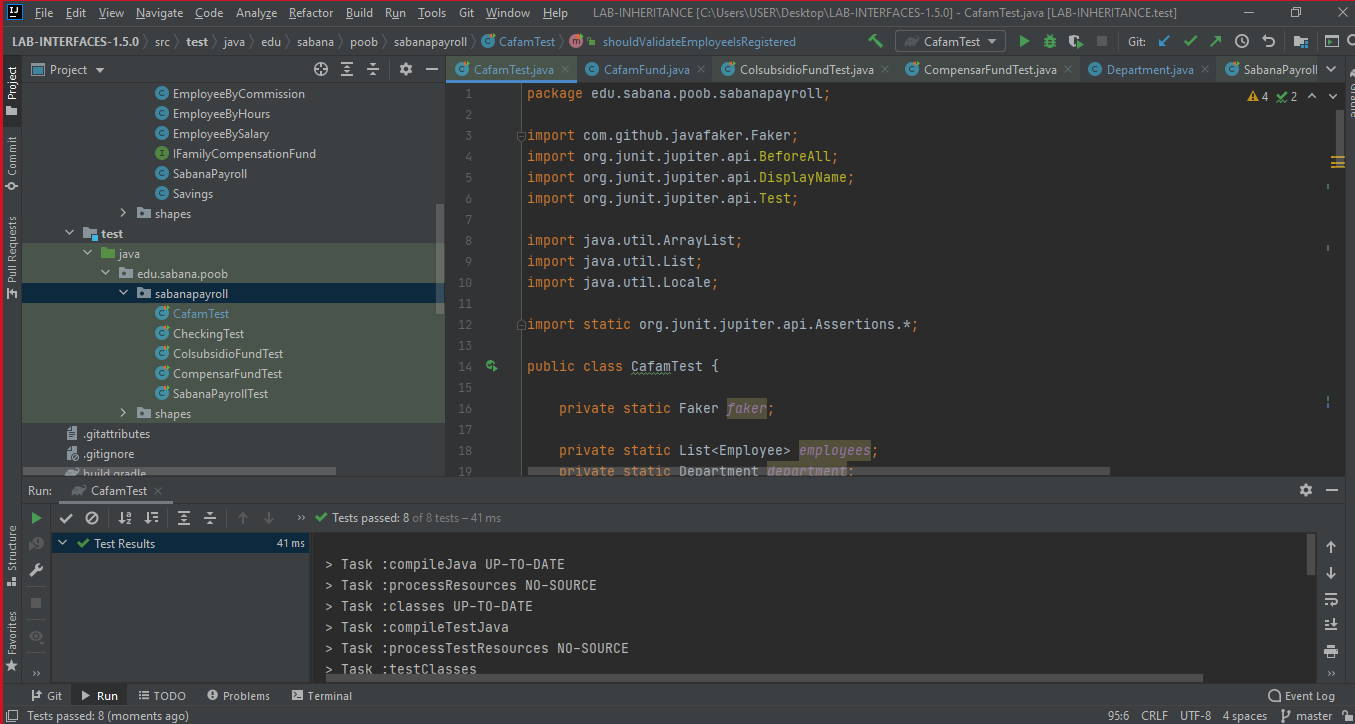 File Edit View Navigate Code Analyze Refactor Build Run Tools Git Window Help LAB-INHERITANCE [C:\Users\USER\Desktop\LAB-INTERFACES-1.5.0] - CafamTest.java [LAB-INHERITANCE.test]
LAB-INTERFACES-1.5.0 src test java edu sabana poob sabanapayroll CafamTest shouldValidateEmployeeIsRegistered CafamTest Git:
Project
Project
CafamTest.java CafamFund.java ColsubsidioFundTest.java CompensarFundTest.java Department.java SabanaPayroll
EmployeeByCommission
EmployeeByHours
EmployeeBySalary
IFamilyCompensationFund
SabanaPayroll
Savings
shapes
test
java
edu.sabana.poob
sabanapayroll
CafamTest
CheckingTest
ColsubsidioFundTest
CompensarFundTest
SabanaPayrollTest
shapes
.gitattributes
.gitignore
build.gradle
Commit
Pull Requests
4 2
1 package edu.sabana.poob.sabanapayroll;
2
3 import com.github.javafaker.Faker;
4 import org.junit.jupiter.api.BeforeAll;
5 import org.junit.jupiter.api.DisplayName;
6 import org.junit.jupiter.api.Test;
7
8 import java.util.ArrayList;
9 import java.util.List;
10 import java.util.Locale;
11
12 import static org.junit.jupiter.api.Assertions.*;
13
14 public class CafamTest {
15
16 private static Faker faker;
17
18 private static List<Employee> employees;
19 private static Department department;
Run: CafamTest
Tests passed: 8 of 8 tests – 41 ms
Test Results 41 ms
> Task :compileJava UP-TO-DATE
> Task :processResources NO-SOURCE
> Task :classes UP-TO-DATE
> Task :compileTestJava
> Task :processTestResources NO-SOURCE
> Task :testClasses
Structure
Favorites
Git Run TODO Problems Terminal Event Log
Tests passed: 8 (moments ago) 95:6 CRLF UTF-8 4 spaces master